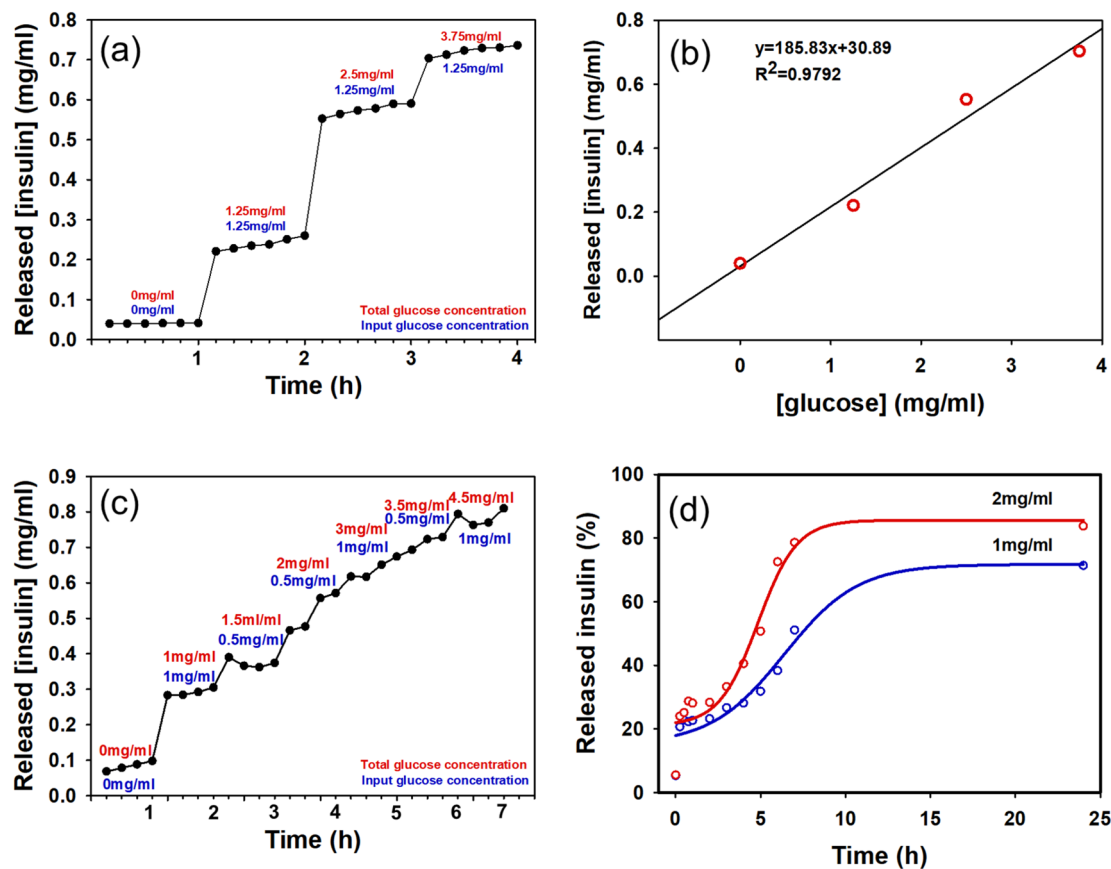 (a)
Released [insulin] (mg/ml)
0.8
0.7
0.6
0.5
0.4
0.3
0.2
0.1
0.0
3.75mg/ml
1.25mg/ml
2.5mg/ml
1.25mg/ml
1.25mg/ml
1.25mg/ml
0mg/ml
0mg/ml
Total glucose concentration
Input glucose concentration
1 2 3 4
Time (h)
(b)
Released [insulin] (mg/ml)
y=185.83x+30.89
R²=0.9792
0.8
0.6
0.4
0.2
0.0
0 1 2 3 4
[glucose] (mg/ml)
(c)
Released [insulin] (mg/ml)
0.9
0.8
0.7
0.6
0.5
0.4
0.3
0.2
0.1
0.0
4.5mg/ml
3.5mg/ml
0.5mg/ml
1mg/ml
3mg/ml
1mg/ml
2mg/ml
0.5mg/ml
1.5ml/ml
0.5mg/ml
1mg/ml
1mg/ml
0mg/ml
0mg/ml
Total glucose concentration
Input glucose concentration
1 2 3 4 5 6 7
Time (h)
(d)
Released insulin (%)
100
80
60
40
20
0
2mg/ml
1mg/ml
0 5 10 15 20 25
Time (h)